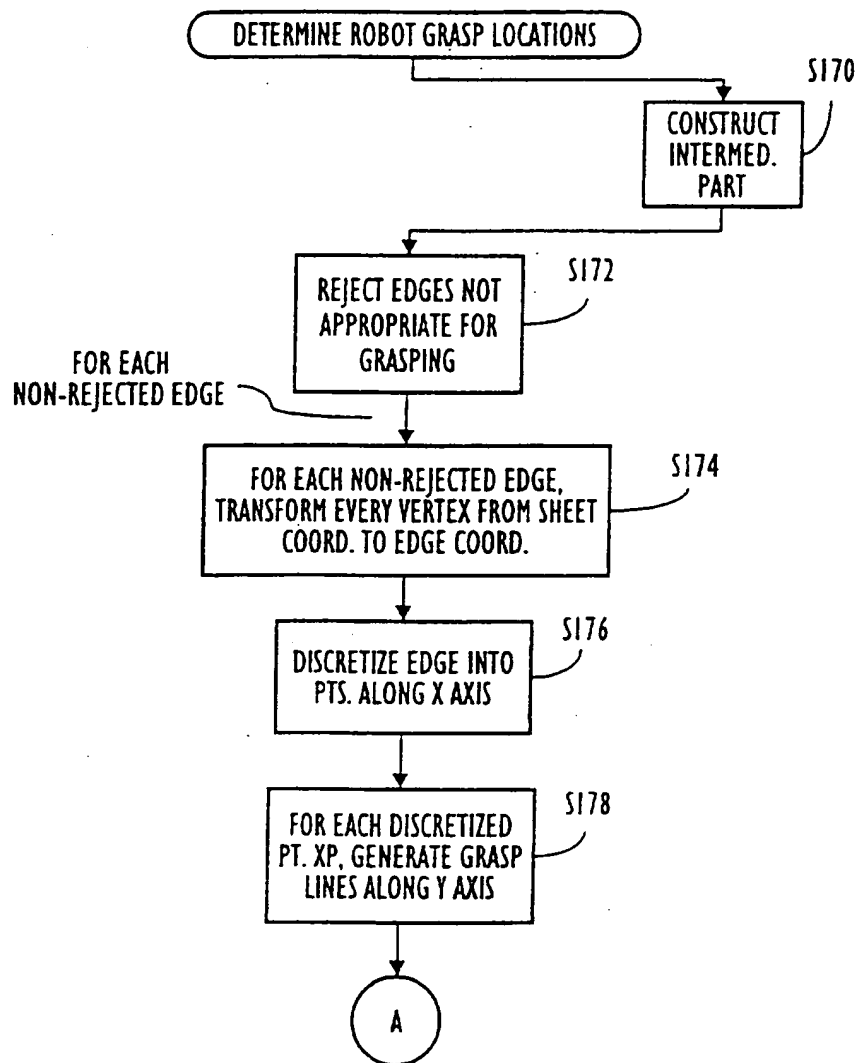 DETERMINE ROBOT GRASP LOCATIONS
S170
CONSTRUCT
INTERMED.
PART
S172
REJECT EDGES NOT
APPROPRIATE FOR
GRASPING
FOR EACH
NON-REJECTED EDGE
S174
FOR EACH NON-REJECTED EDGE,
TRANSFORM EVERY VERTEX FROM SHEET
COORD. TO EDGE COORD.
S176
DISCRETIZE EDGE INTO
PTS. ALONG X AXIS
S178
FOR EACH DISCRETIZED
PT. XP, GENERATE GRASP
LINES ALONG Y AXIS
A